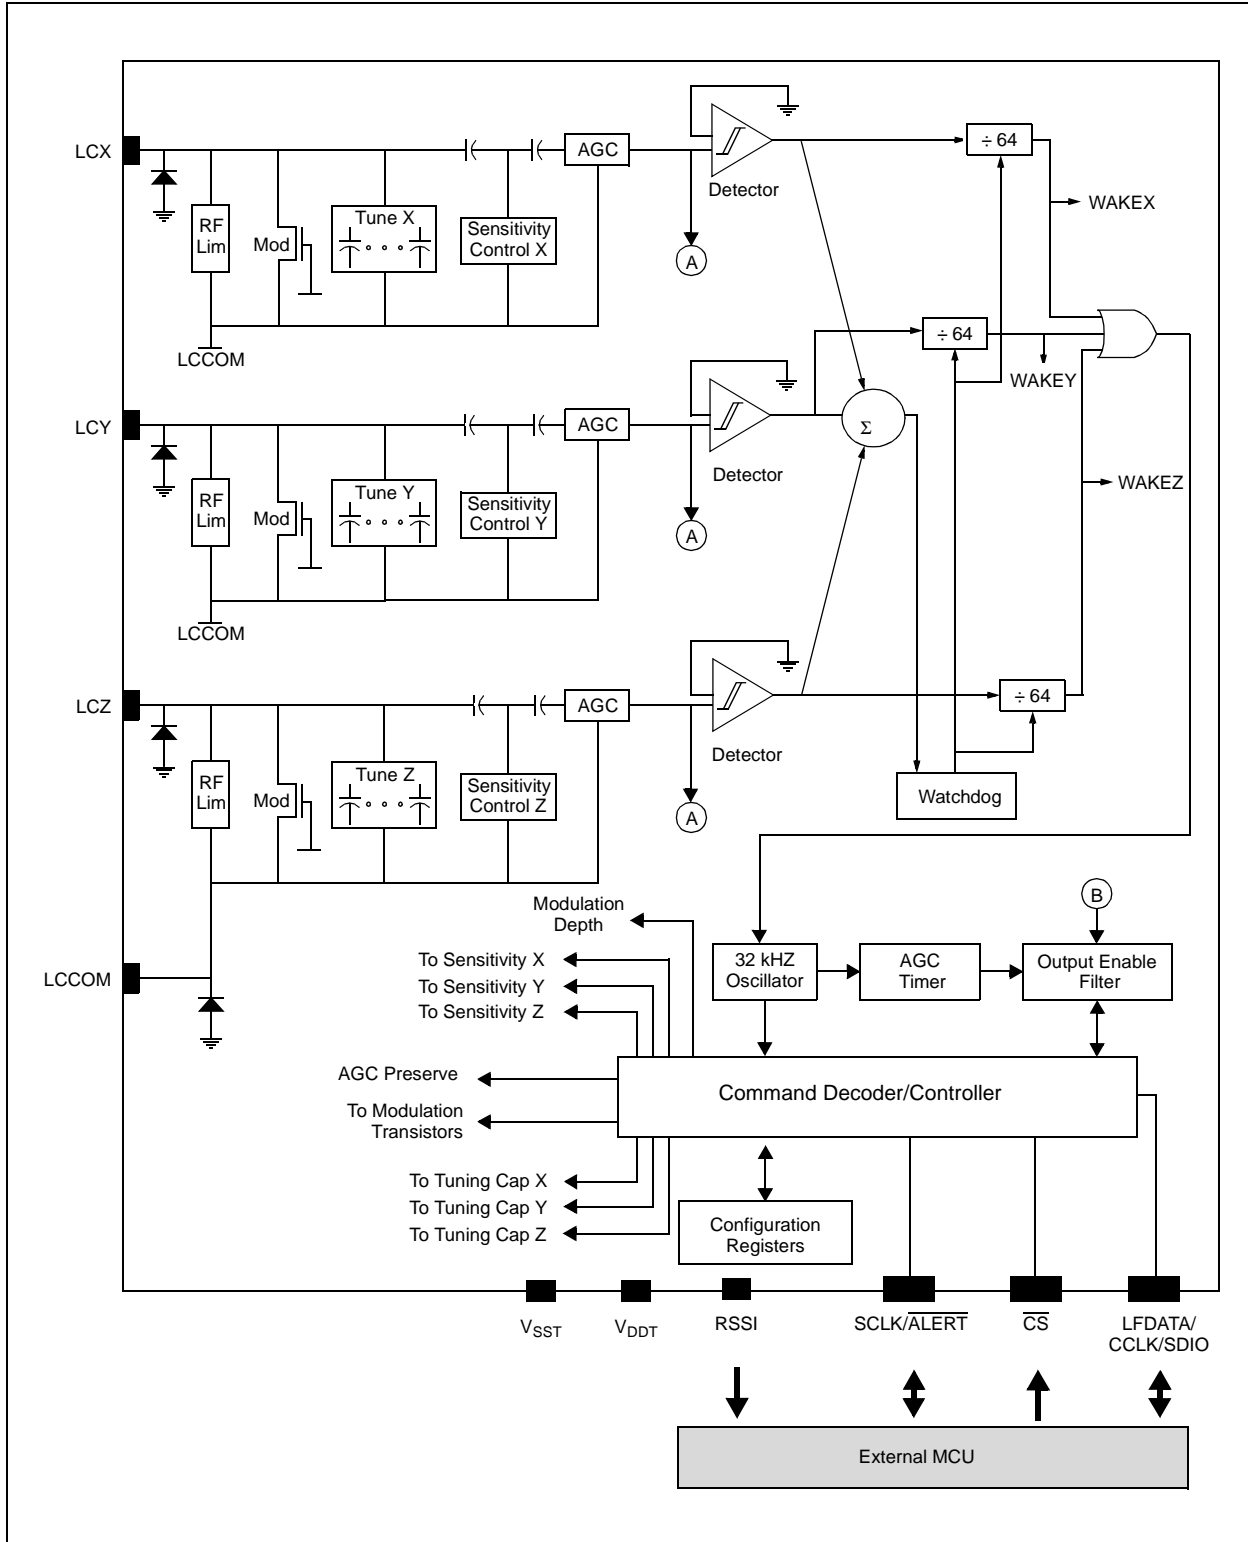 LCX
AGC
÷ 64
Detector
WAKEX
RF
Lim
Mod
Tune X
Sensitivity
Control X
A
LCCOM
÷ 64
WAKEY
LCY
AGC
Σ
Detector
WAKEZ
RF
Lim
Mod
Tune Y
Sensitivity
Control Y
A
LCCOM
LCZ
AGC
÷ 64
Detector
RF
Lim
Mod
Tune Z
Sensitivity
Control Z
A
Watchdog
Modulation
Depth
B
LCCOM
To Sensitivity X
To Sensitivity Y
To Sensitivity Z
32 kHZ
Oscillator
AGC
Timer
Output Enable
Filter
AGC Preserve
To Modulation
Transistors
Command Decoder/Controller
To Tuning Cap X
To Tuning Cap Y
To Tuning Cap Z
Configuration
Registers
VSST
VDDT
RSSI
SCLK/ALERT
CS
LFDATA/
CCLK/SDIO
External MCU